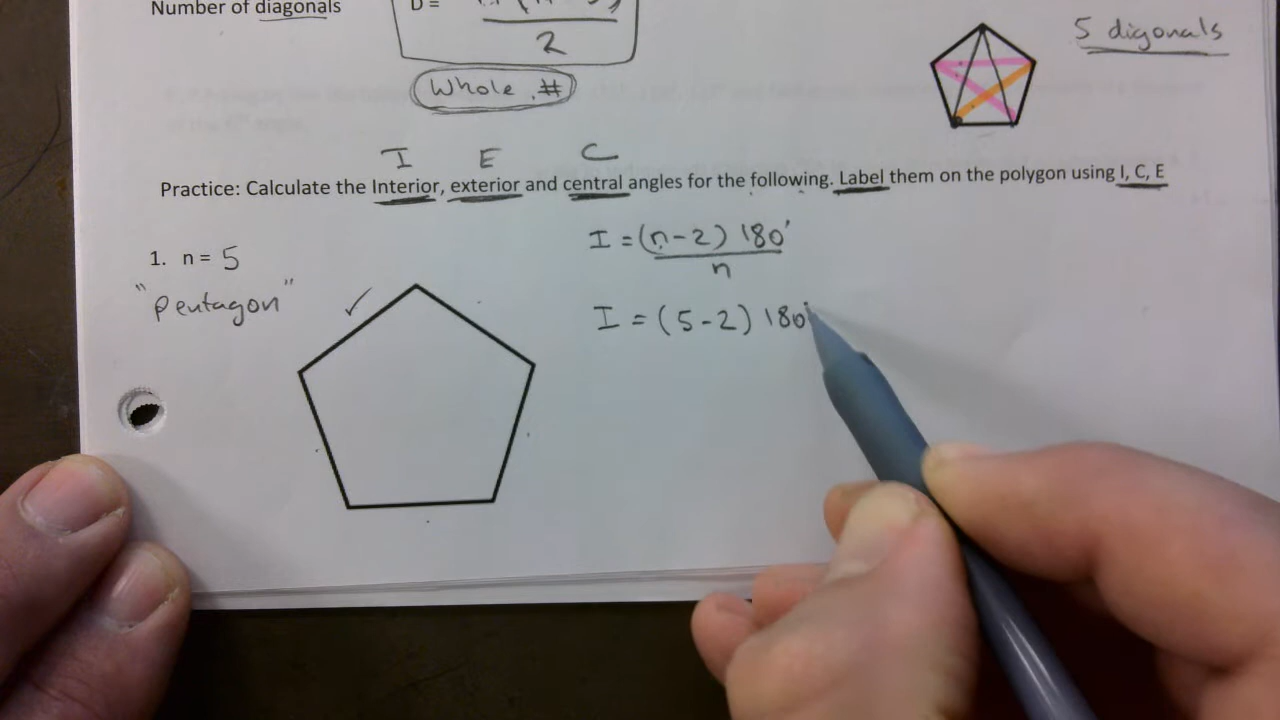 Number of diagonals
D =
2
5 digonals
Whole #
I E C
Practice: Calculate the Interior, exterior and central angles for the following. Label them on the polygon using I, C, E
1. n = 5
"Pentagon"
I = (n-2) 180°
n
I = (5-2) 180°